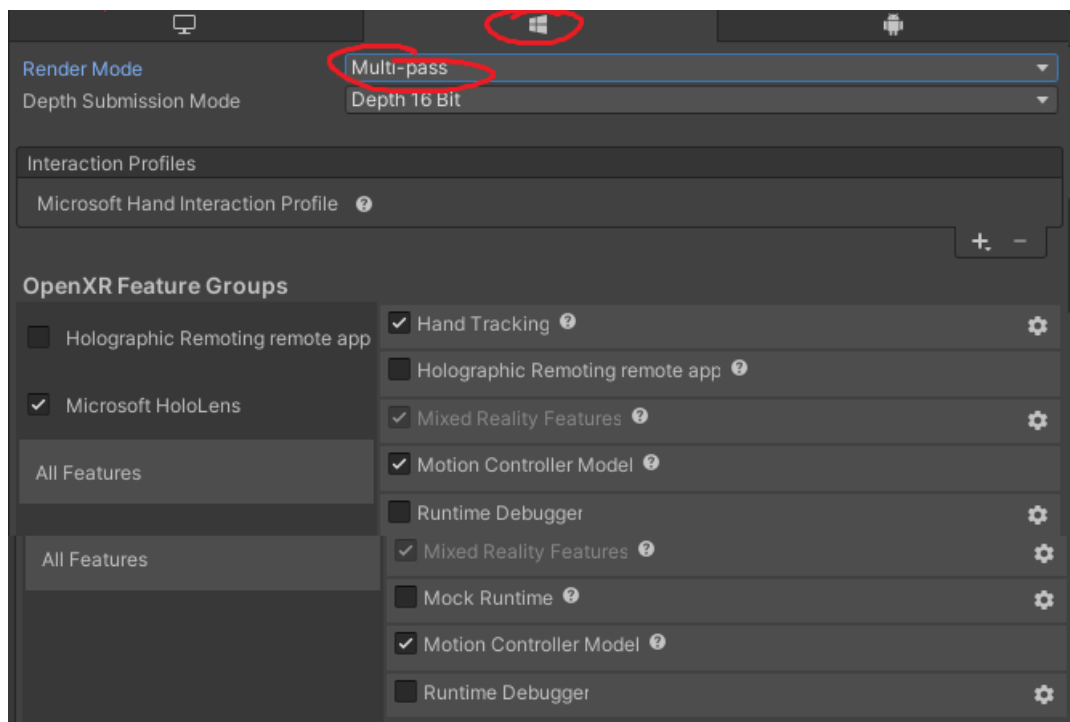 Render Mode Multi-pass
Depth Submission Mode Depth 16 Bit
Interaction Profiles
Microsoft Hand Interaction Profile ?
OpenXR Feature Groups
Holographic Remoting remote app
Microsoft HoloLens
All Features
Hand Tracking ?
Holographic Remoting remote app ?
Mixed Reality Features ?
Motion Controller Model ?
Runtime Debugger
All Features
Mixed Reality Features ?
Mock Runtime ?
Motion Controller Model ?
Runtime Debugger